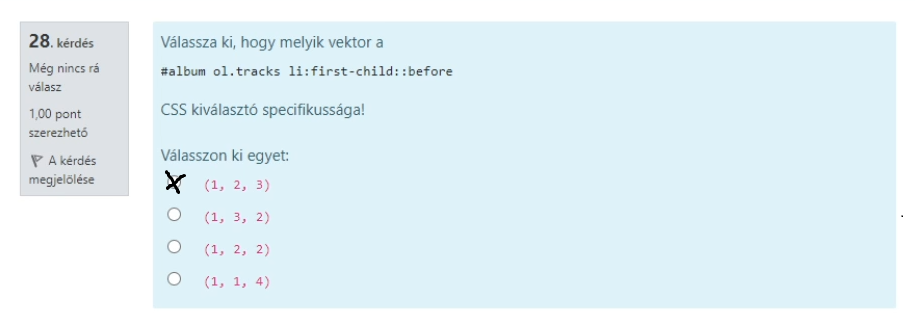 28. kérdés
Még nincs rá
válasz
1,00 pont
szerezhető
A kérdés
megjelölése
Válassza ki, hogy melyik vektor a
#album ol.tracks li:first-child::before
CSS kiválasztó specifikussága!
Válasszon ki egyet:
(1, 2, 3)
(1, 3, 2)
(1, 2, 2)
(1, 1, 4)